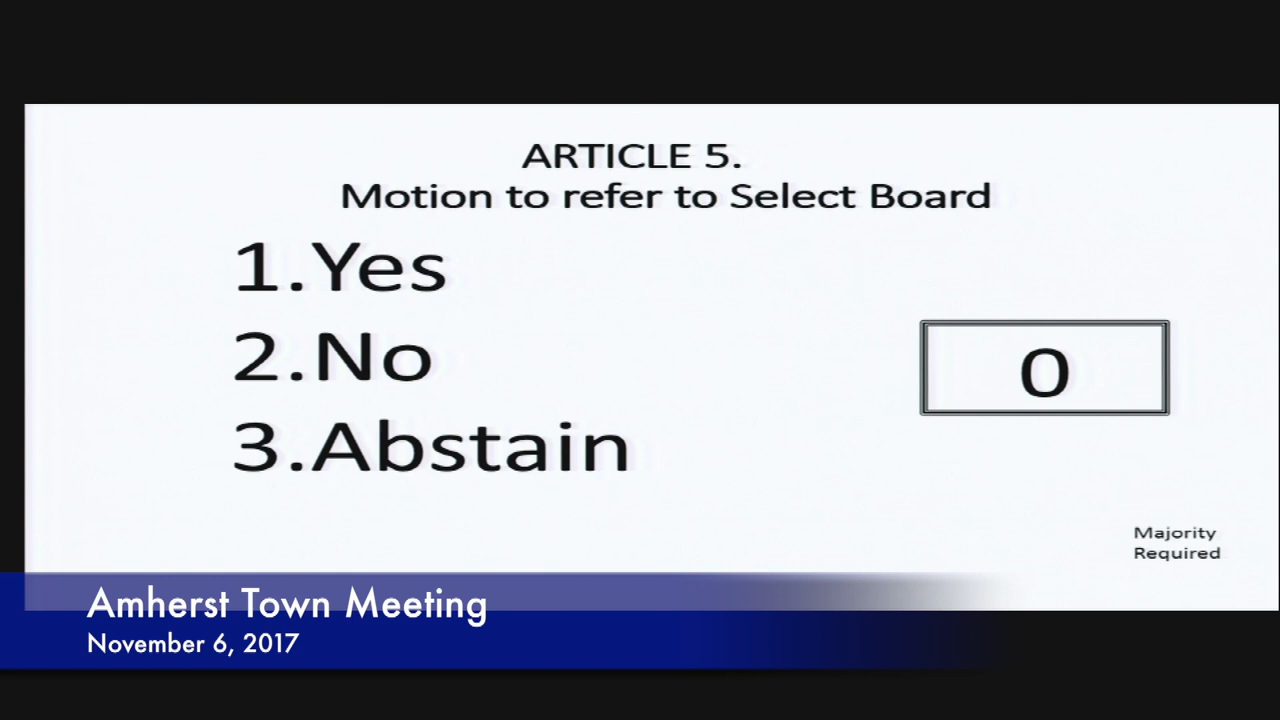 ARTICLE 5.
Motion to refer to Select Board
1.Yes
2.No
3.Abstain
0
Majority
Required
Amherst Town Meeting
November 6, 2017